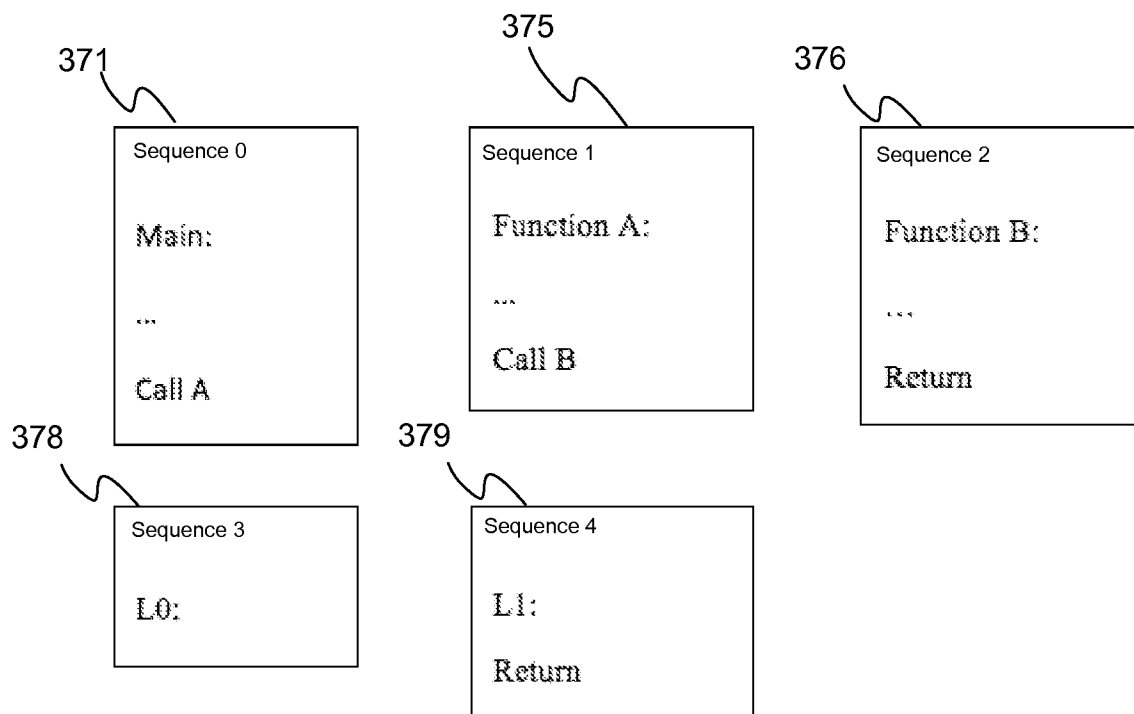 371
375
376
Sequence 0
Main:
...
Call A
Sequence 1
Function A:
...
Call B
Sequence 2
Function B:
...
Return
378
379
Sequence 3
L0:
Sequence 4
L1:
Return